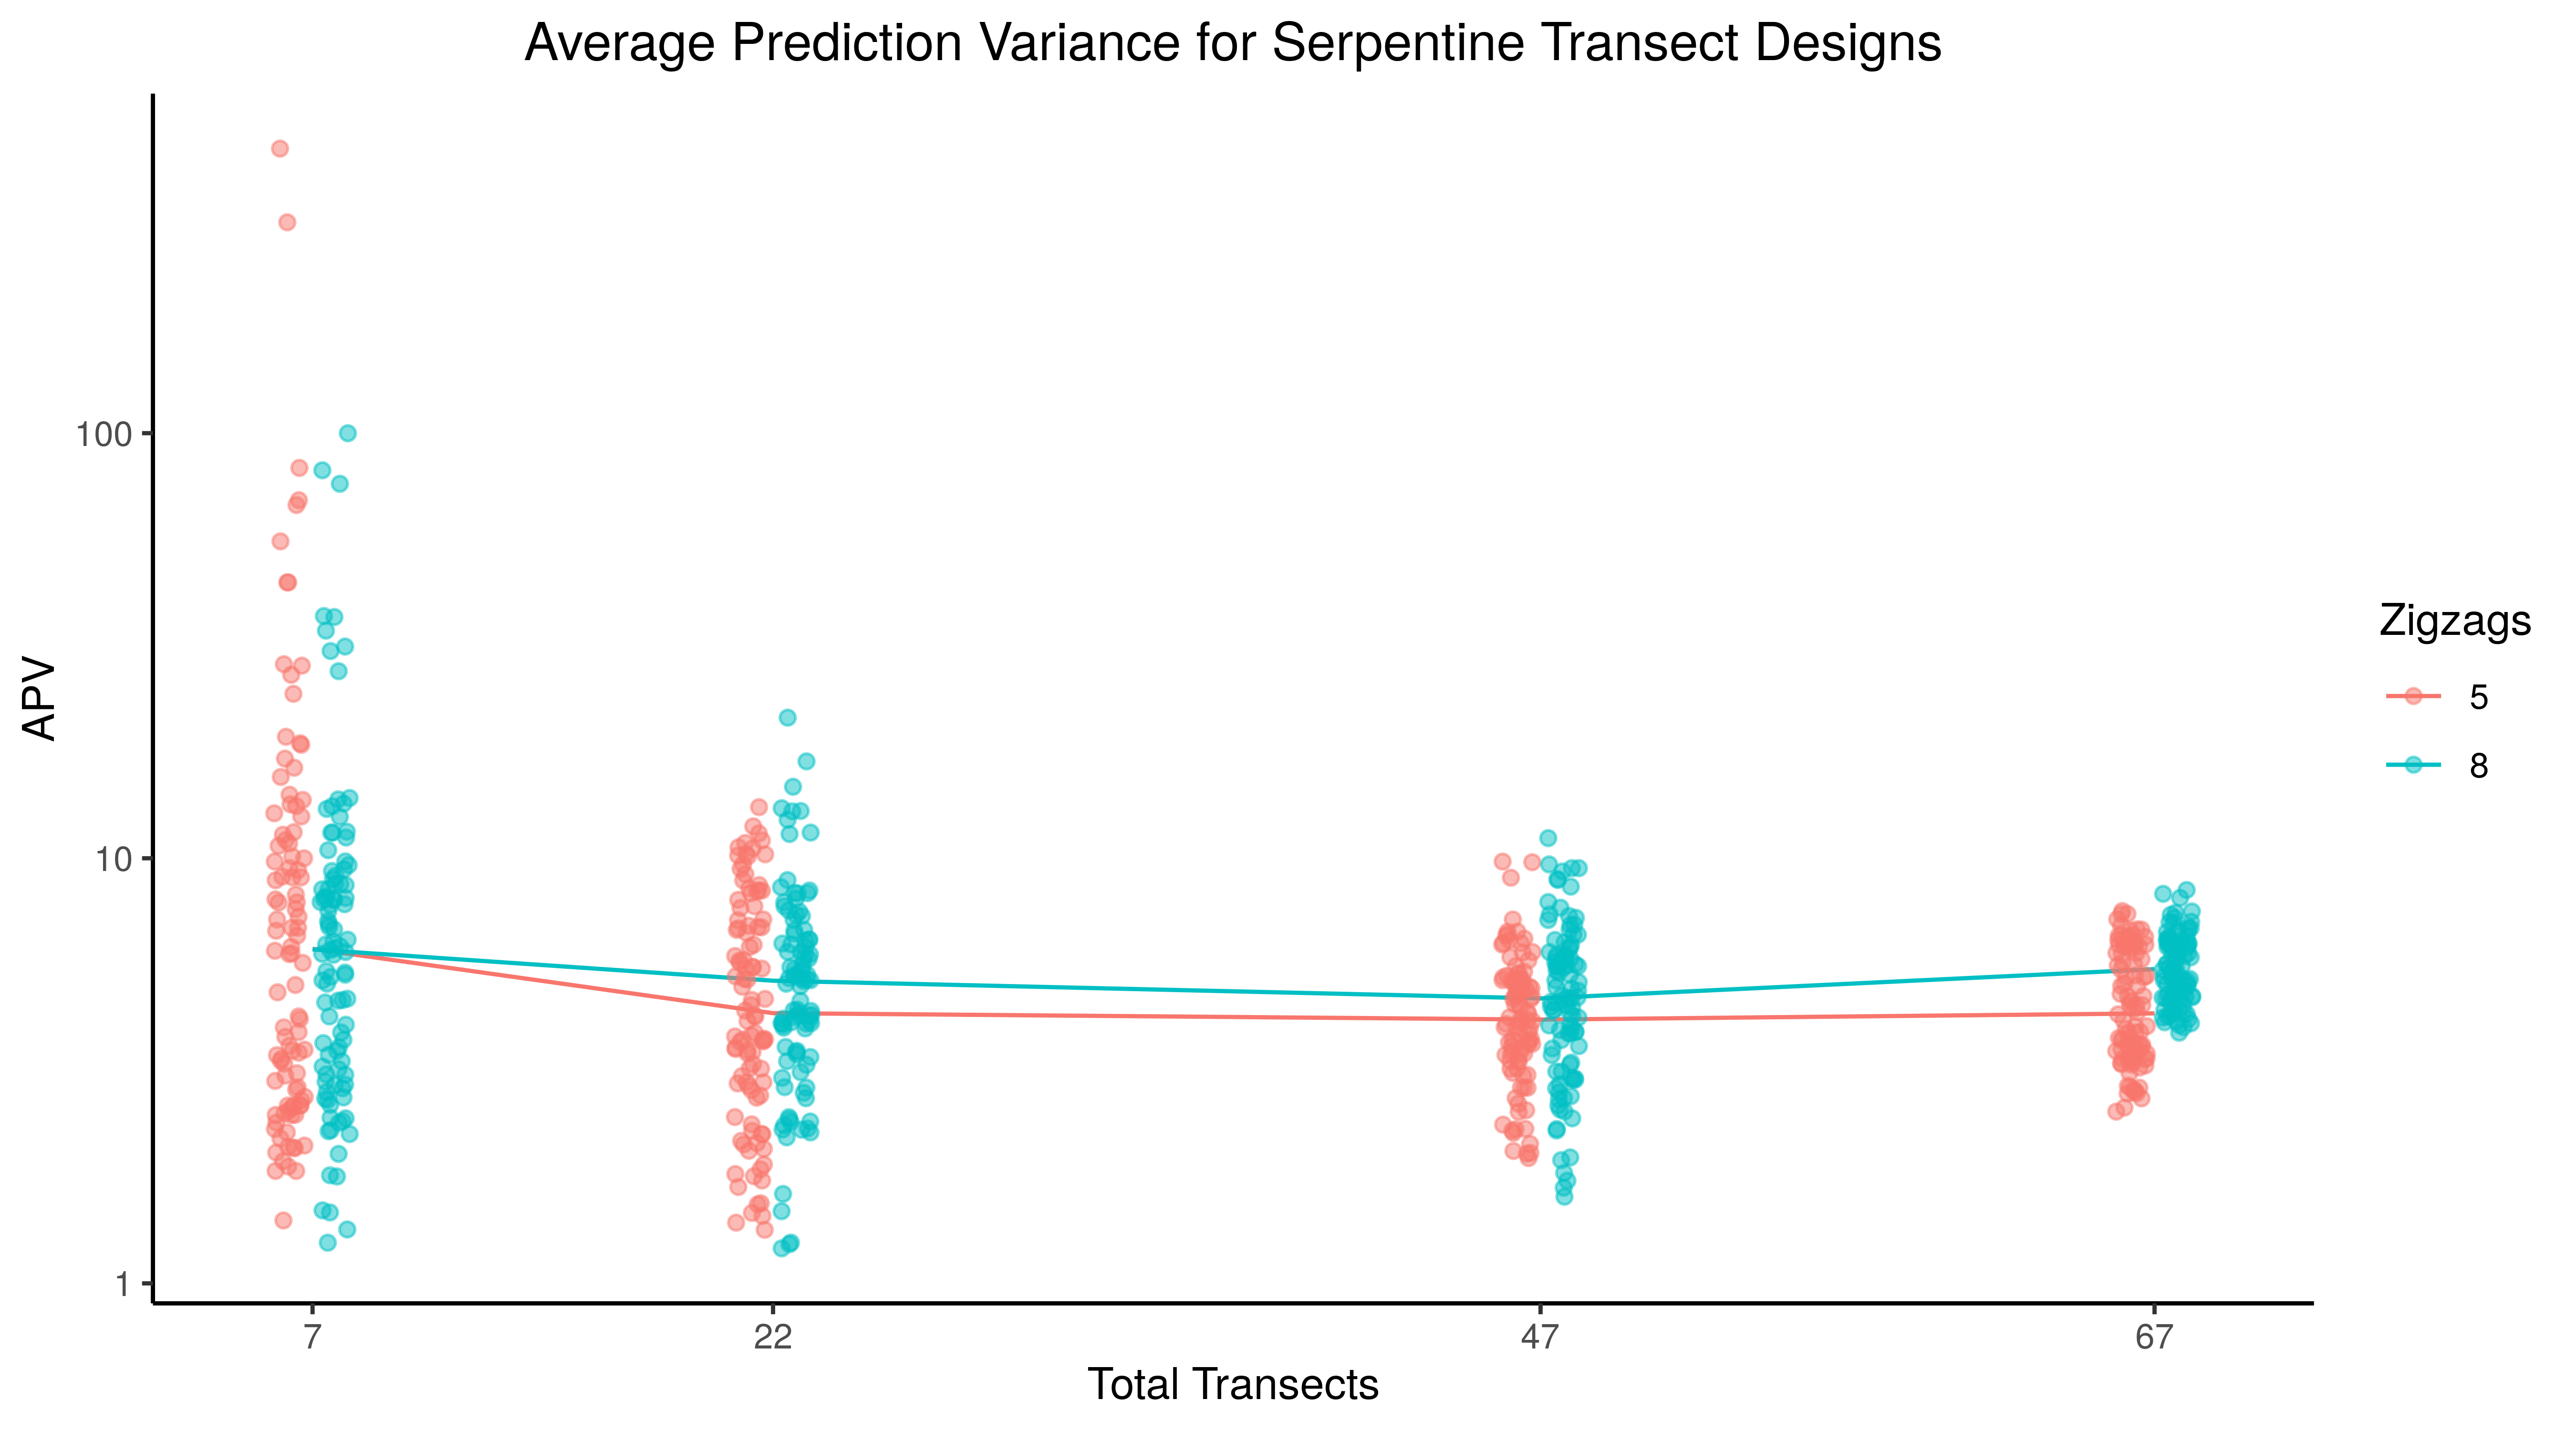 Average Prediction Variance for Serpentine Transect Designs
APV
100
10
1
7 22 47 67
Total Transects
Zigzags
5
8